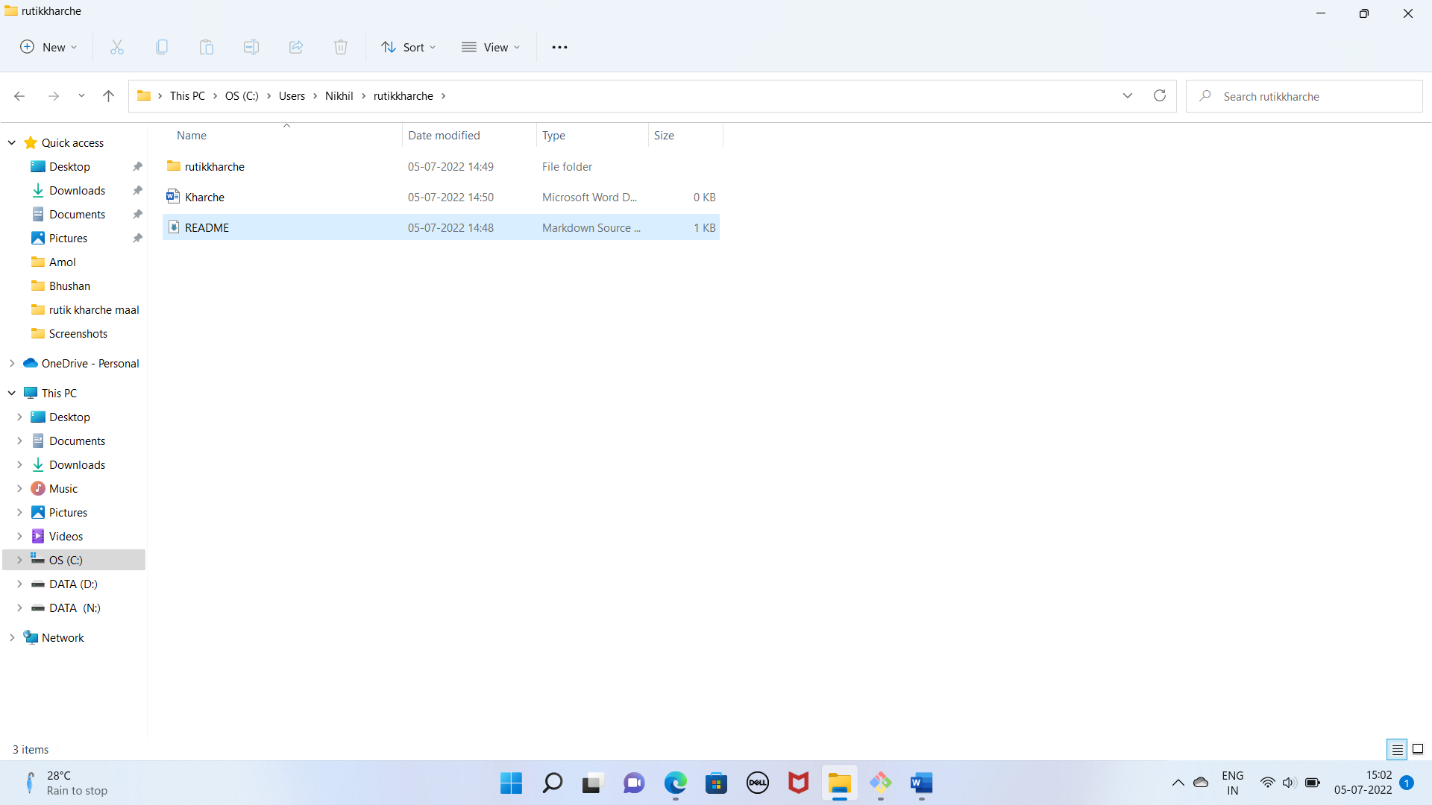 rutikkharche
New
Sort
View
This PC > OS (C:) > Users > Nikhil > rutikkharche >
Search rutikkharche
Name Date modified Type Size
rutikkharche 05-07-2022 14:49 File folder
Kharche 05-07-2022 14:50 Microsoft Word D... 0 KB
README 05-07-2022 14:48 Markdown Source ... 1 KB
Quick access
Desktop
Downloads
Documents
Pictures
Amol
Bhushan
rutik kharche maal
Screenshots
OneDrive - Personal
This PC
Desktop
Documents
Downloads
Music
Pictures
Videos
OS (C:)
DATA (D:)
DATA (N:)
Network
3 items
28°C
Rain to stop
DELL
W
ENG
IN
15:02
05-07-2022
1